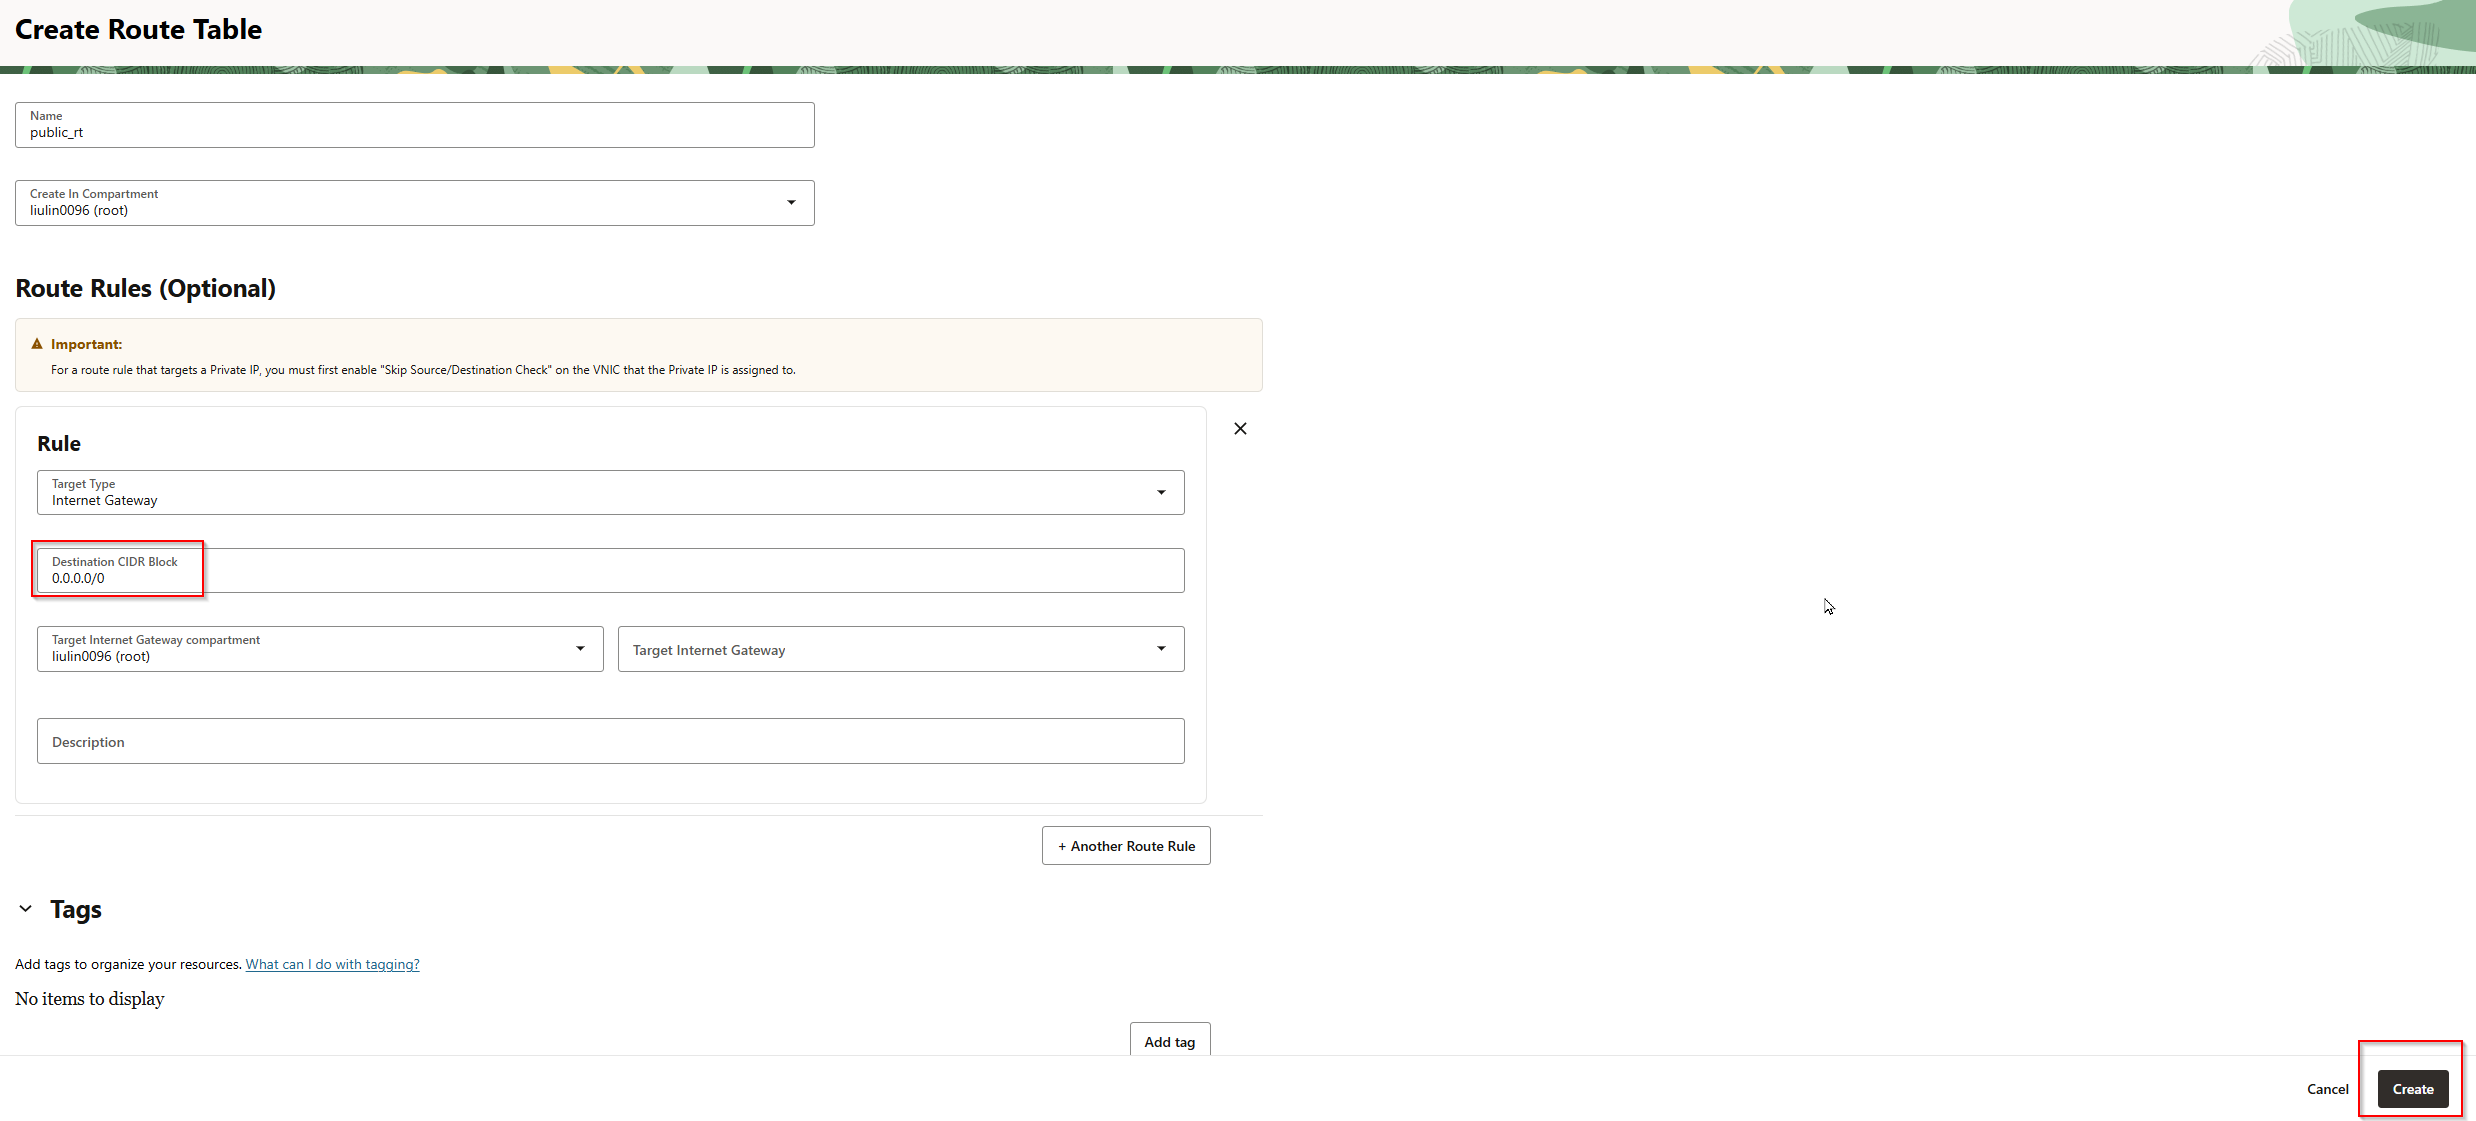 Create Route Table
Name
public_rt
Create In Compartment
liulin0096 (root)
Route Rules (Optional)
Important:
For a route rule that targets a Private IP, you must first enable "Skip Source/Destination Check" on the VNIC that the Private IP is assigned to.
Rule
Target Type
Internet Gateway
Destination CIDR Block
0.0.0.0/0
Target Internet Gateway compartment
liulin0096 (root)
Target Internet Gateway
Description
+ Another Route Rule
Tags
Add tags to organize your resources. What can I do with tagging?
No items to display
Add tag
Cancel
Create